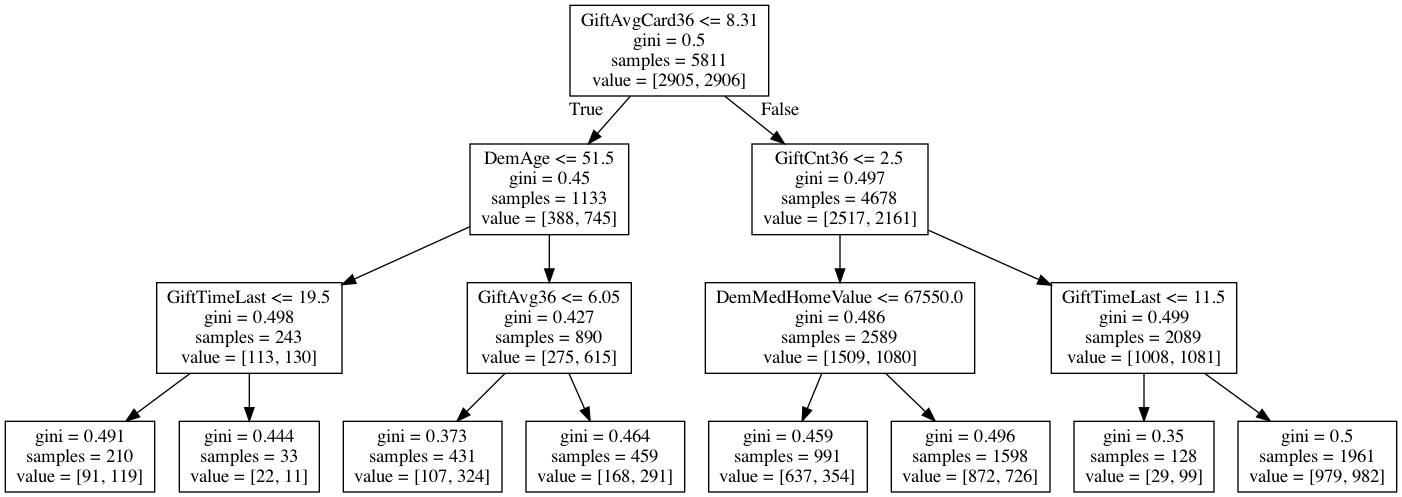 GiftAvgCard36 <= 8.31
gini = 0.5
samples = 5811
value = [2905, 2906]
True
False
DemAge <= 51.5
gini = 0.45
samples = 1133
value = [388, 745]
GiftCnt36 <= 2.5
gini = 0.497
samples = 4678
value = [2517, 2161]
GiftTimeLast <= 19.5
gini = 0.498
samples = 243
value = [113, 130]
GiftAvg36 <= 6.05
gini = 0.427
samples = 890
value = [275, 615]
DemMedHomeValue <= 67550.0
gini = 0.486
samples = 2589
value = [1509, 1080]
GiftTimeLast <= 11.5
gini = 0.499
samples = 2089
value = [1008, 1081]
gini = 0.491
samples = 210
value = [91, 119]
gini = 0.444
samples = 33
value = [22, 11]
gini = 0.373
samples = 431
value = [107, 324]
gini = 0.464
samples = 459
value = [168, 291]
gini = 0.459
samples = 991
value = [637, 354]
gini = 0.496
samples = 1598
value = [872, 726]
gini = 0.35
samples = 128
value = [29, 99]
gini = 0.5
samples = 1961
value = [979, 982]